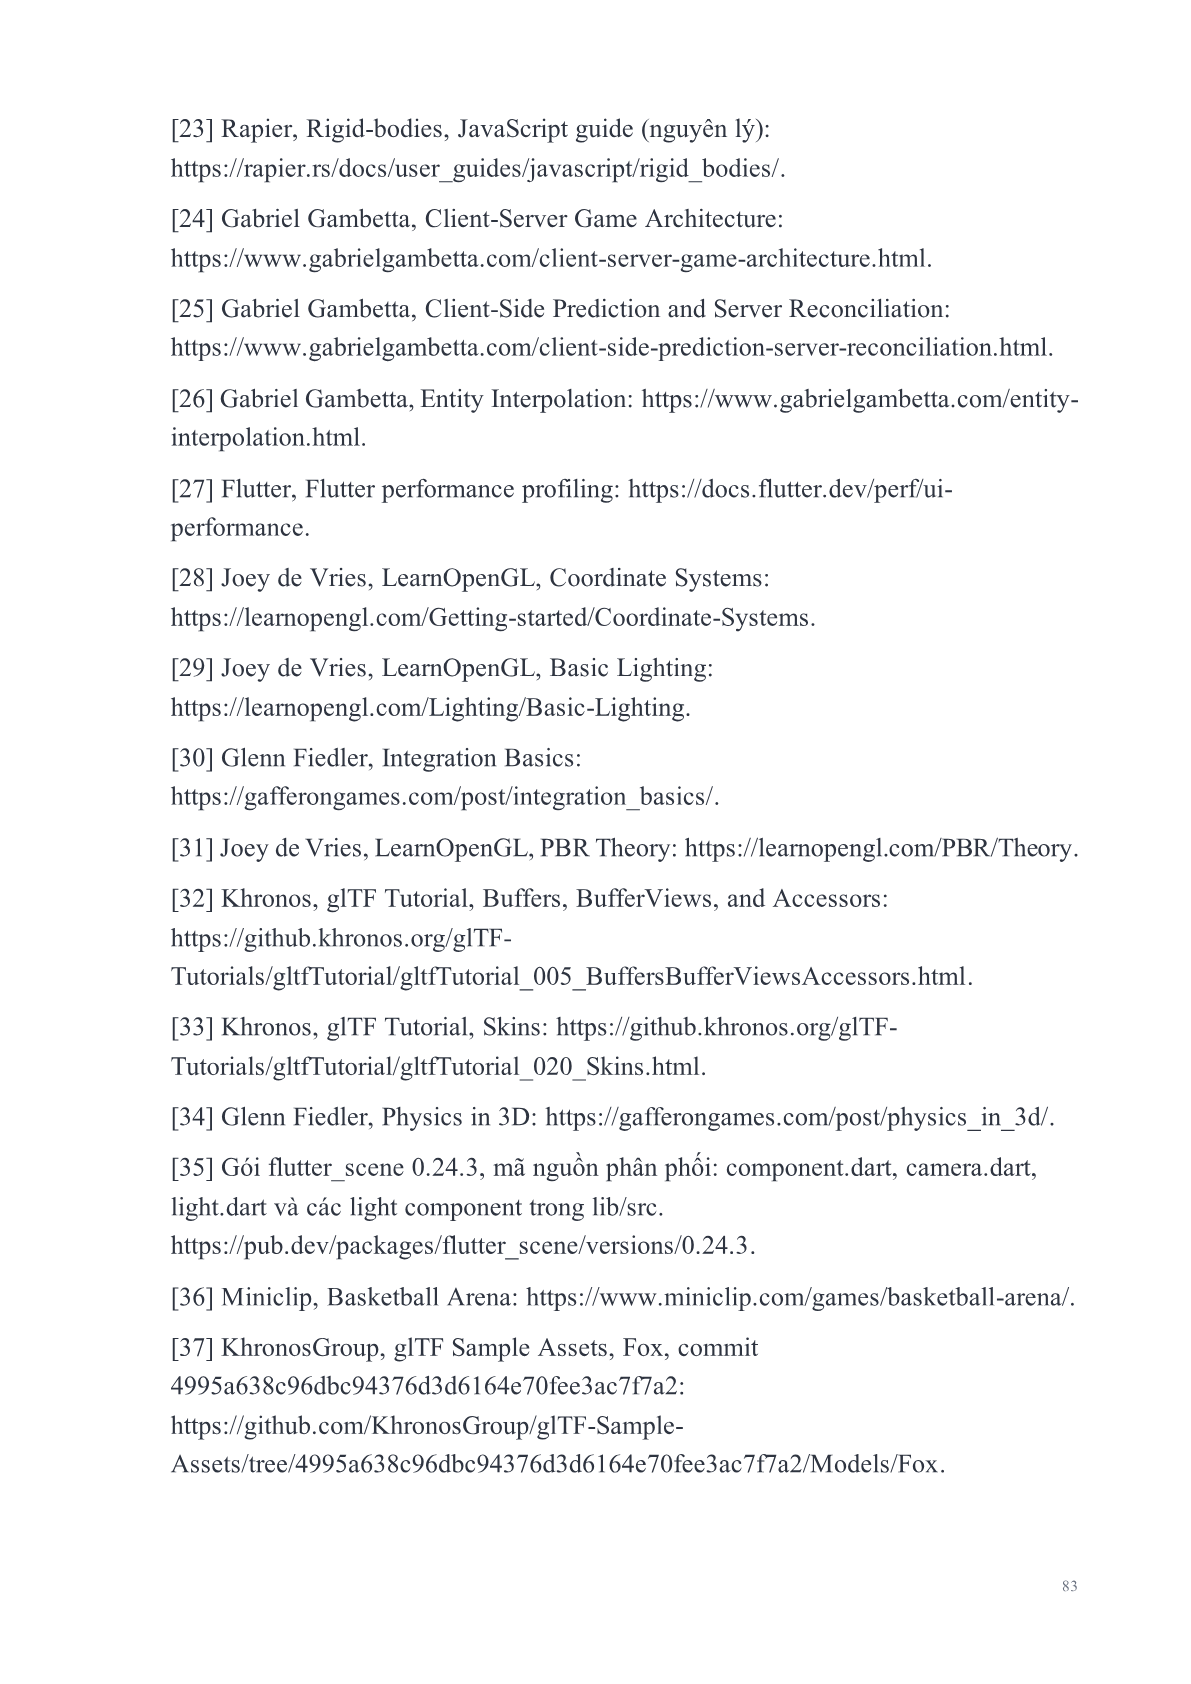 [23] Rapier, Rigid-bodies, JavaScript guide (nguyên lý):
https://rapier.rs/docs/user_guides/javascript/rigid_bodies/.
[24] Gabriel Gambetta, Client-Server Game Architecture:
https://www.gabrielgambetta.com/client-server-game-architecture.html.
[25] Gabriel Gambetta, Client-Side Prediction and Server Reconciliation:
https://www.gabrielgambetta.com/client-side-prediction-server-reconciliation.html.
[26] Gabriel Gambetta, Entity Interpolation: https://www.gabrielgambetta.com/entity-
interpolation.html.
[27] Flutter, Flutter performance profiling: https://docs.flutter.dev/perf/ui-
performance.
[28] Joey de Vries, LearnOpenGL, Coordinate Systems:
https://learnopengl.com/Getting-started/Coordinate-Systems.
[29] Joey de Vries, LearnOpenGL, Basic Lighting:
https://learnopengl.com/Lighting/Basic-Lighting.
[30] Glenn Fiedler, Integration Basics:
https://gafferongames.com/post/integration_basics/.
[31] Joey de Vries, LearnOpenGL, PBR Theory: https://learnopengl.com/PBR/Theory.
[32] Khronos, glTF Tutorial, Buffers, BufferViews, and Accessors:
https://github.khronos.org/glTF-
Tutorials/gltfTutorial/gltfTutorial_005_BuffersBufferViewsAccessors.html.
[33] Khronos, glTF Tutorial, Skins: https://github.khronos.org/glTF-
Tutorials/gltfTutorial/gltfTutorial_020_Skins.html.
[34] Glenn Fiedler, Physics in 3D: https://gafferongames.com/post/physics_in_3d/.
[35] Gói flutter_scene 0.24.3, mã nguồn phân phối: component.dart, camera.dart,
light.dart và các light component trong lib/src.
https://pub.dev/packages/flutter_scene/versions/0.24.3.
[36] Miniclip, Basketball Arena: https://www.miniclip.com/games/basketball-arena/.
[37] KhronosGroup, glTF Sample Assets, Fox, commit
4995a638c96dbc94376d3d6164e70fee3ac7f7a2:
https://github.com/KhronosGroup/glTF-Sample-
Assets/tree/4995a638c96dbc94376d3d6164e70fee3ac7f7a2/Models/Fox.
83